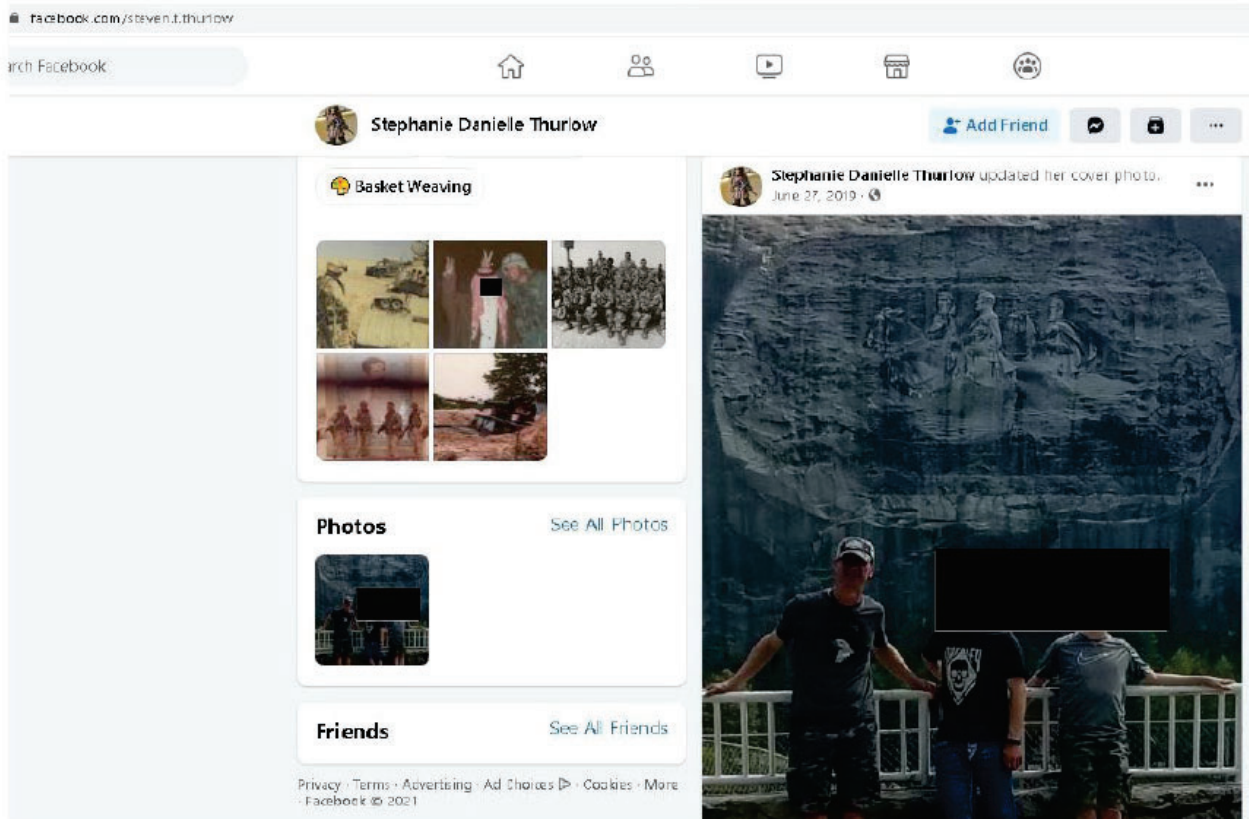 facebook.com/steven.t.thurlow
arch Facebook
Stephanie Danielle Thurlow
Add Friend
Basket Weaving
Photos
See All Photos
Friends
See All Friends
Privacy · Terms · Advertising · Ad Choices · Cookies · More
· Facebook © 2021
Stephanie Danielle Thurlow updated her cover photo.
June 27, 2019 ·